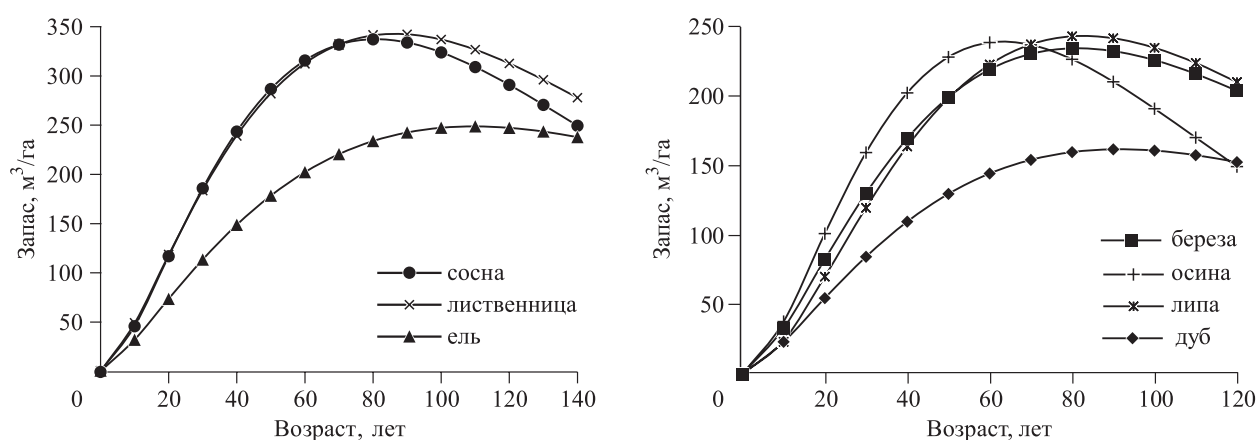 Запас, м³/га
350
300
250
200
150
100
50
0
20 40 60 80 100 120 140
Возраст, лет
сосна
лиственница
ель
Запас, м³/га
250
200
150
100
50
0
20 40 60 80 100 120
Возраст, лет
береза
осина
липа
дуб